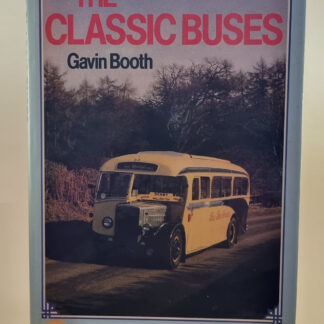 THE
CLASSIC BUSES
Gavin Booth